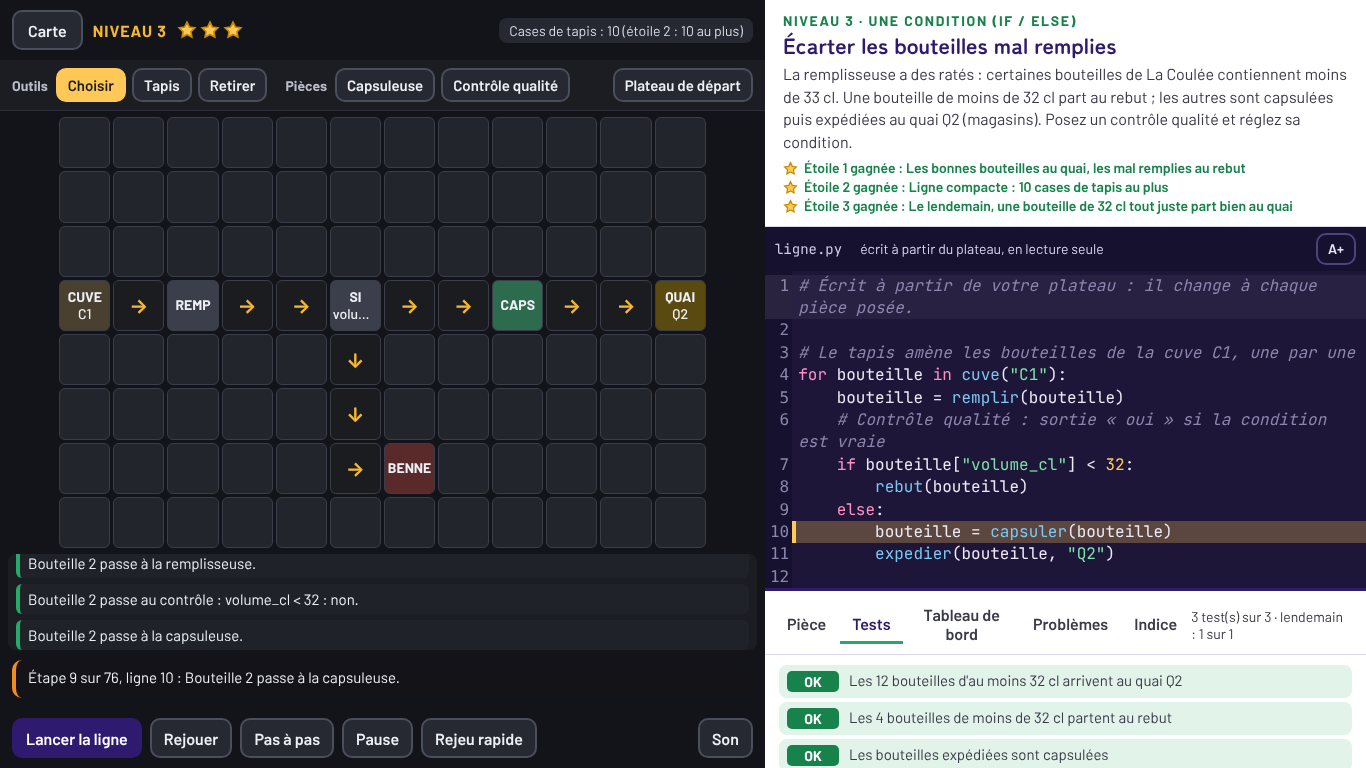 Carte
NIVEAU 3
Cases de tapis : 10 (étoile 2 : 10 au plus)
Outils
Choisir
Tapis
Retirer
Pièces
Capsuleuse
Contrôle qualité
Plateau de départ
CUVE
C1
REMP
SI
volu...
CAPS
QUAI
Q2
BENNE
Bouteille 2 passe à la remplisseuse.
Bouteille 2 passe au contrôle : volume_cl < 32 : non.
Bouteille 2 passe à la capsuleuse.
Étape 9 sur 76, ligne 10 : Bouteille 2 passe à la capsuleuse.
Lancer la ligne
Rejouer
Pas à pas
Pause
Rejeu rapide
Son
NIVEAU 3 · UNE CONDITION (IF / ELSE)
Écarter les bouteilles mal remplies
La remplisseuse a des ratés : certaines bouteilles de La Coulée contiennent moins
de 33 cl. Une bouteille de moins de 32 cl part au rebut ; les autres sont capsulées
puis expédiées au quai Q2 (magasins). Posez un contrôle qualité et réglez sa
condition.
Étoile 1 gagnée : Les bonnes bouteilles au quai, les mal remplies au rebut
Étoile 2 gagnée : Ligne compacte : 10 cases de tapis au plus
Étoile 3 gagnée : Le lendemain, une bouteille de 32 cl tout juste part bien au quai
ligne.py
écrit à partir du plateau, en lecture seule
A+
1 # Écrit à partir de votre plateau : il change à chaque
pièce posée.
2
3 # Le tapis amène les bouteilles de la cuve C1, une par une
4 for bouteille in cuve("C1"):
5 bouteille = remplir(bouteille)
6 # Contrôle qualité : sortie « oui » si la condition
est vraie
7 if bouteille["volume_cl"] < 32:
8 rebut(bouteille)
9 else:
10 bouteille = capsuler(bouteille)
11 expedier(bouteille, "Q2")
12
Pièce
Tests
Tableau de
bord
Problèmes
Indice
3 test(s) sur 3 · lendemain
: 1 sur 1
OK Les 12 bouteilles d'au moins 32 cl arrivent au quai Q2
OK Les 4 bouteilles de moins de 32 cl partent au rebut
OK Les bouteilles expédiées sont capsulées